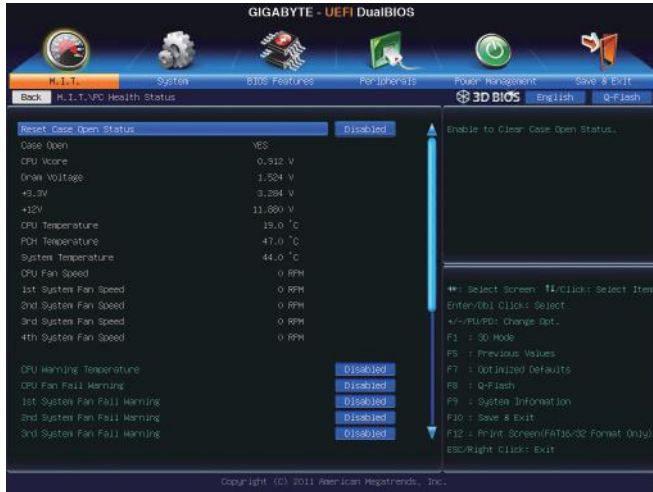 GIGABYTE - UEFI DualBIOS
M.I.T. System BIOS Features Peripherals Power Management Save & Exit
Back M.I.T.\PC Health Status 3D BIOS English Q-Flash
Reset Case Open Status Disabled
Case Open YES
CPU Vcore 0.912 V
Dram Voltage 1.524 V
+3.3V 3.284 V
+12V 11.880 V
CPU Temperature 19.0 °C
PCH Temperature 47.0 °C
System Temperature 44.0 °C
CPU Fan Speed 0 RPM
1st System Fan Speed 0 RPM
2nd System Fan Speed 0 RPM
3rd System Fan Speed 0 RPM
4th System Fan Speed 0 RPM
CPU Warning Temperature Disabled
CPU Fan Fail Warning Disabled
1st System Fan Fail Warning Disabled
2nd System Fan Fail Warning Disabled
3rd System Fan Fail Warning Disabled
Enable to Clear Case Open Status.
↔: Select Screen ↑↓/Click: Select Item
Enter/Dbl Click: Select
+/-/PU/PD: Change Opt.
F1 : 3D Mode
F5 : Previous Values
F7 : Optimized Defaults
F8 : Q-Flash
F9 : System Information
F10 : Save & Exit
F12 : Print Screen(FAT16/32 Format Only)
ESC/Right Click: Exit
Copyright (C) 2011 American Megatrends, Inc.